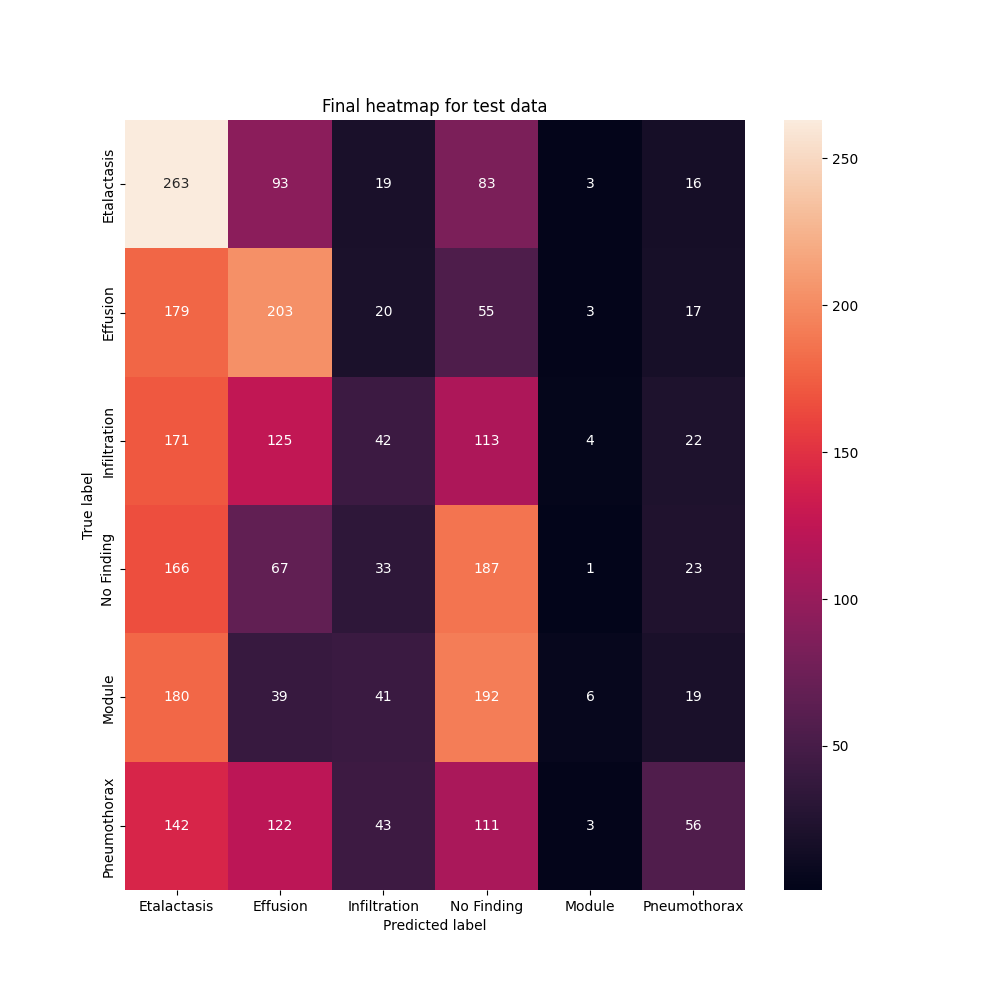 Final heatmap for test data
True label
Etalactasis 263 93 19 83 3 16
Effusion 179 203 20 55 3 17
Infiltration 171 125 42 113 4 22
No Finding 166 67 33 187 1 23
Module 180 39 41 192 6 19
Pneumothorax 142 122 43 111 3 56
Etalactasis Effusion Infiltration No Finding Module Pneumothorax
Predicted label
250
200
150
100
50